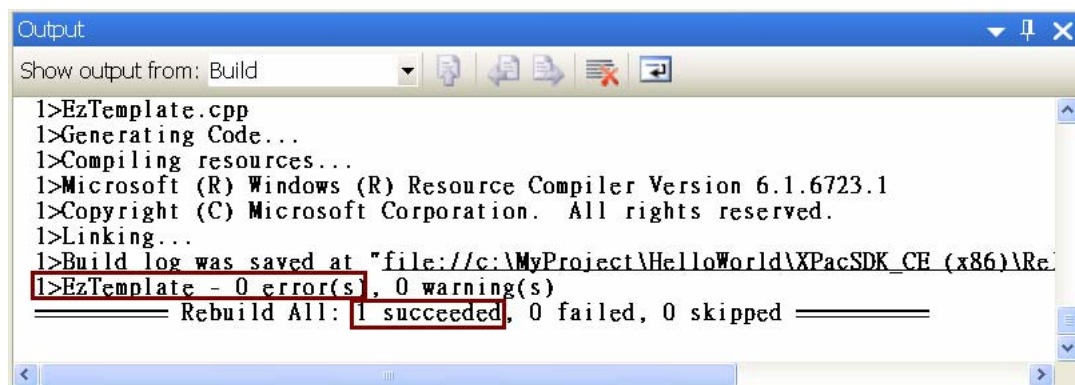 Output
Show output from: Build
1>EzTemplate.cpp
1>Generating Code...
1>Compiling resources...
1>Microsoft (R) Windows (R) Resource Compiler Version 6.1.6723.1
1>Copyright (C) Microsoft Corporation.  All rights reserved.
1>Linking...
1>Build log was saved at "file://c:\MyProject\HelloWorld\XPacSDK_CE (x86)\Re
1>EzTemplate - 0 error(s), 0 warning(s)
========== Rebuild All: 1 succeeded, 0 failed, 0 skipped ==========